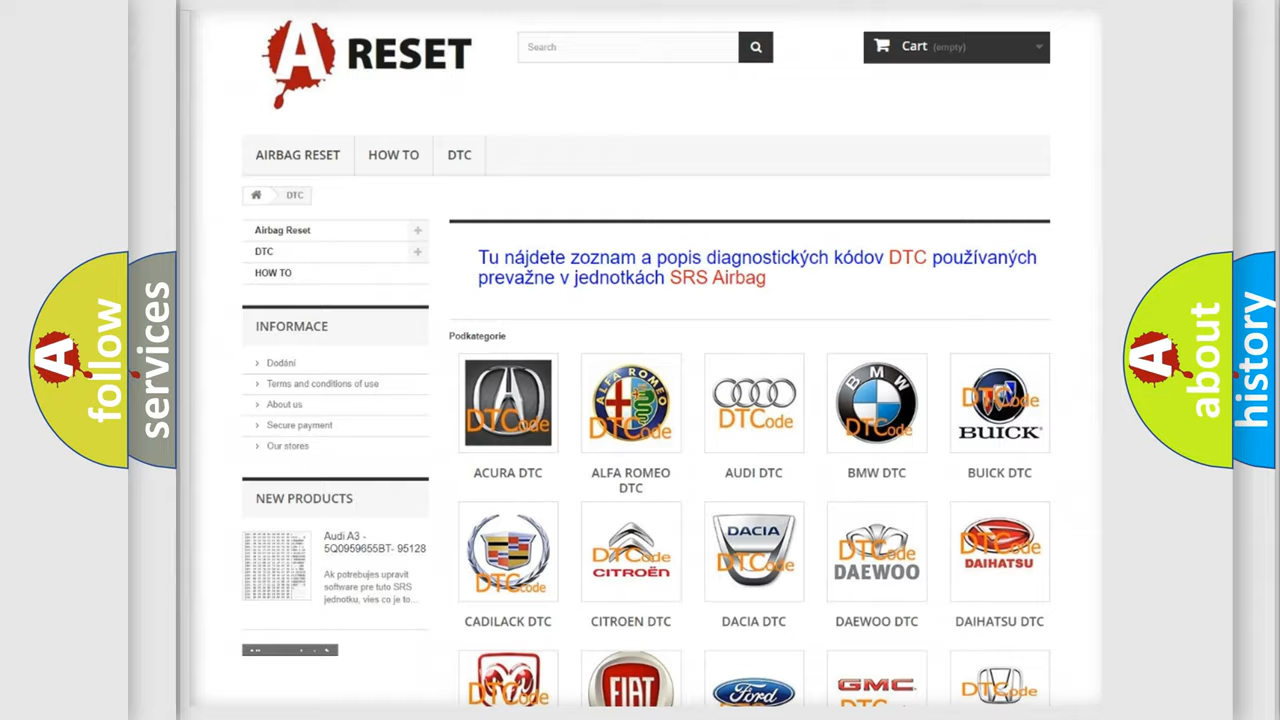 A RESET
Search
Cart (empty)
AIRBAG RESET
HOW TO
DTC
DTC
Airbag Reset
DTC
HOW TO
INFORMACE
Dodání
Terms and conditions of use
About us
Secure payment
Our stores
NEW PRODUCTS
Audi A3 -
5Q0959655BT- 95128
Ak potrebujes upravit
software pre tuto SRS
jednotku, vies co je to...
Tu nájdete zoznam a popis diagnostických kódov DTC používaných
prevažne v jednotkách SRS Airbag
Podkategorie
DTCode
ACURA DTC
ALFA ROMEO
DTCode
ALFA ROMEO
DTC
DTCode
AUDI DTC
BMW
DTCode
BMW DTC
DTCode
BUICK
BUICK DTC
DTCode
CADILACK DTC
DTCode
CITROËN
CITROEN DTC
DACIA
DTCode
DACIA DTC
DTCode
DAEWOO
DAEWOO DTC
DTCode
DAIHATSU
DAIHATSU DTC
DTCode
FIAT
Ford
GMC
DTCode
A follow
services
A about
history